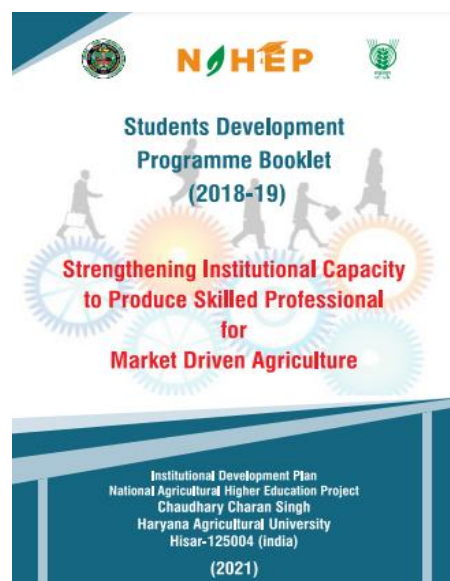 NAHEP
Students Development
Programme Booklet
(2018-19)
Strengthening Institutional Capacity
to Produce Skilled Professional
for
Market Driven Agriculture
Institutional Development Plan
National Agricultural Higher Education Project
Chaudhary Charan Singh
Haryana Agricultural University
Hisar-125004 (india)
(2021)